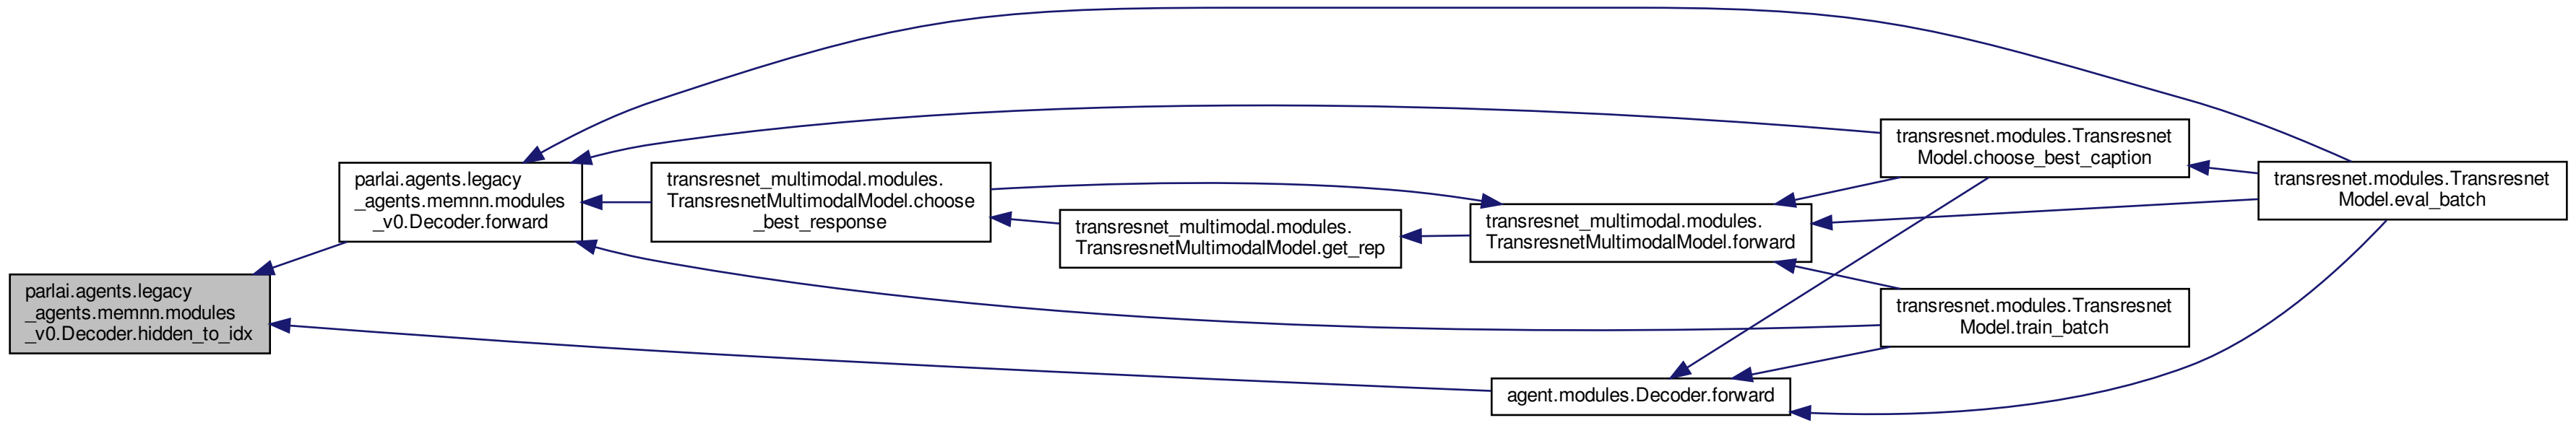 parlai.agents.legacy
_agents.memnn.modules
_v0.Decoder.hidden_to_idx
parlai.agents.legacy
_agents.memnn.modules
_v0.Decoder.forward
transresnet_multimodal.modules.
TransresnetMultimodalModel.choose
_best_response
transresnet_multimodal.modules.
TransresnetMultimodalModel.get_rep
transresnet_multimodal.modules.
TransresnetMultimodalModel.forward
transresnet.modules.Transresnet
Model.choose_best_caption
transresnet.modules.Transresnet
Model.eval_batch
transresnet.modules.Transresnet
Model.train_batch
agent.modules.Decoder.forward